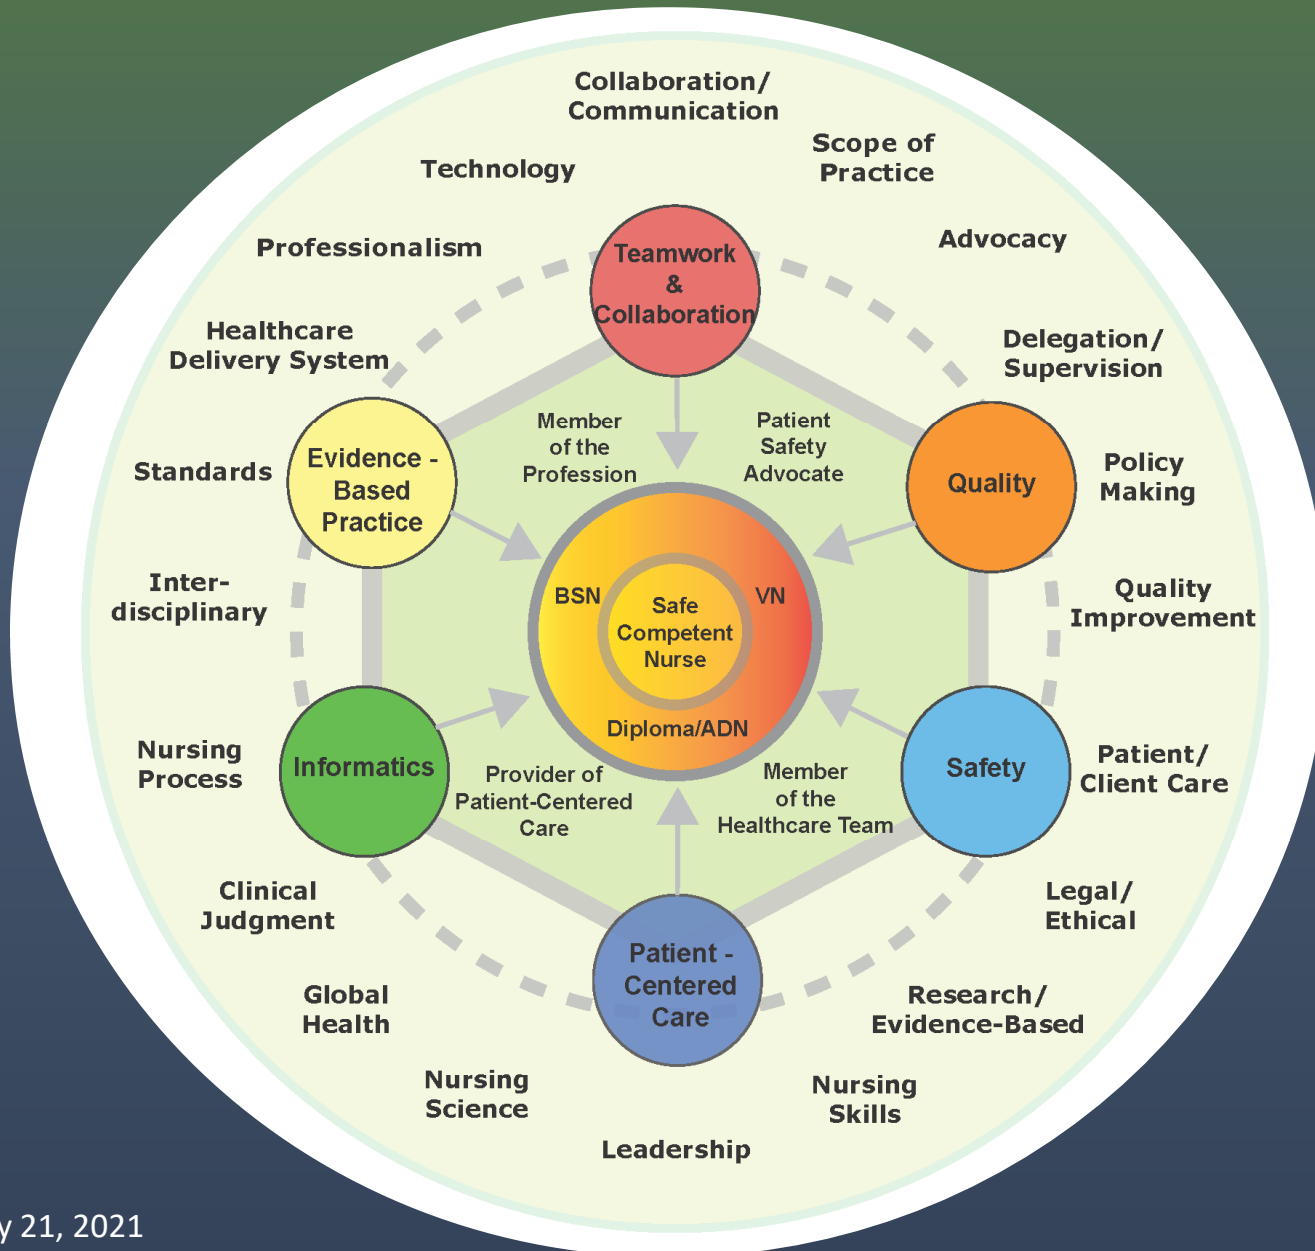 Collaboration/
Communication
Scope of
Practice
Technology
Advocacy
Professionalism
Healthcare
Delivery System
Delegation/
Supervision
Standards
Policy
Making
Inter-
disciplinary
Quality
Improvement
Nursing
Process
Patient/
Client Care
Clinical
Judgment
Legal/
Ethical
Global
Health
Research/
Evidence-Based
Nursing
Science
Nursing
Skills
Leadership
Teamwork
&
Collaboration
Evidence -
Based
Practice
Quality
Informatics
Safety
Patient -
Centered
Care
Member
of the
Profession
Patient
Safety
Advocate
Provider of
Patient-Centered
Care
Member
of the
Healthcare Team
BSN
VN
Diploma/ADN
Safe
Competent
Nurse
21, 2021